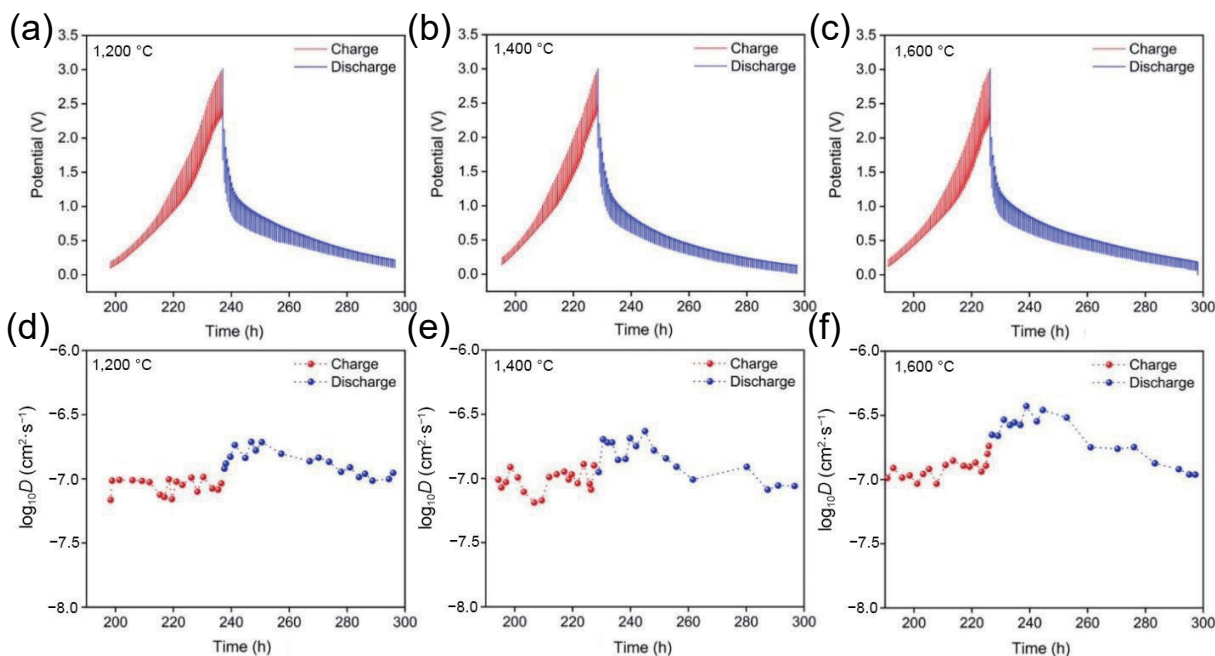 (a)
1,200 °C
Charge
Discharge
3.5
3.0
2.5
2.0
1.5
1.0
0.5
0.0
Potential (V)
200
220
240
260
280
300
Time (h)
(b)
1,400 °C
Charge
Discharge
3.5
3.0
2.5
2.0
1.5
1.0
0.5
0.0
Potential (V)
200
220
240
260
280
300
Time (h)
(c)
1,600 °C
Charge
Discharge
3.5
3.0
2.5
2.0
1.5
1.0
0.5
0.0
Potential (V)
200
220
240
260
280
300
Time (h)
(d)
1,200 °C
Charge
Discharge
−6.0
−6.5
−7.0
−7.5
−8.0
log₁₀D (cm²·s⁻¹)
200
220
240
260
280
300
Time (h)
(e)
1,400 °C
Charge
Discharge
−6.0
−6.5
−7.0
−7.5
−8.0
log₁₀D (cm²·s⁻¹)
200
220
240
260
280
300
Time (h)
(f)
1,600 °C
Charge
Discharge
−6.0
−6.5
−7.0
−7.5
−8.0
log₁₀D (cm²·s⁻¹)
200
220
240
260
280
300
Time (h)